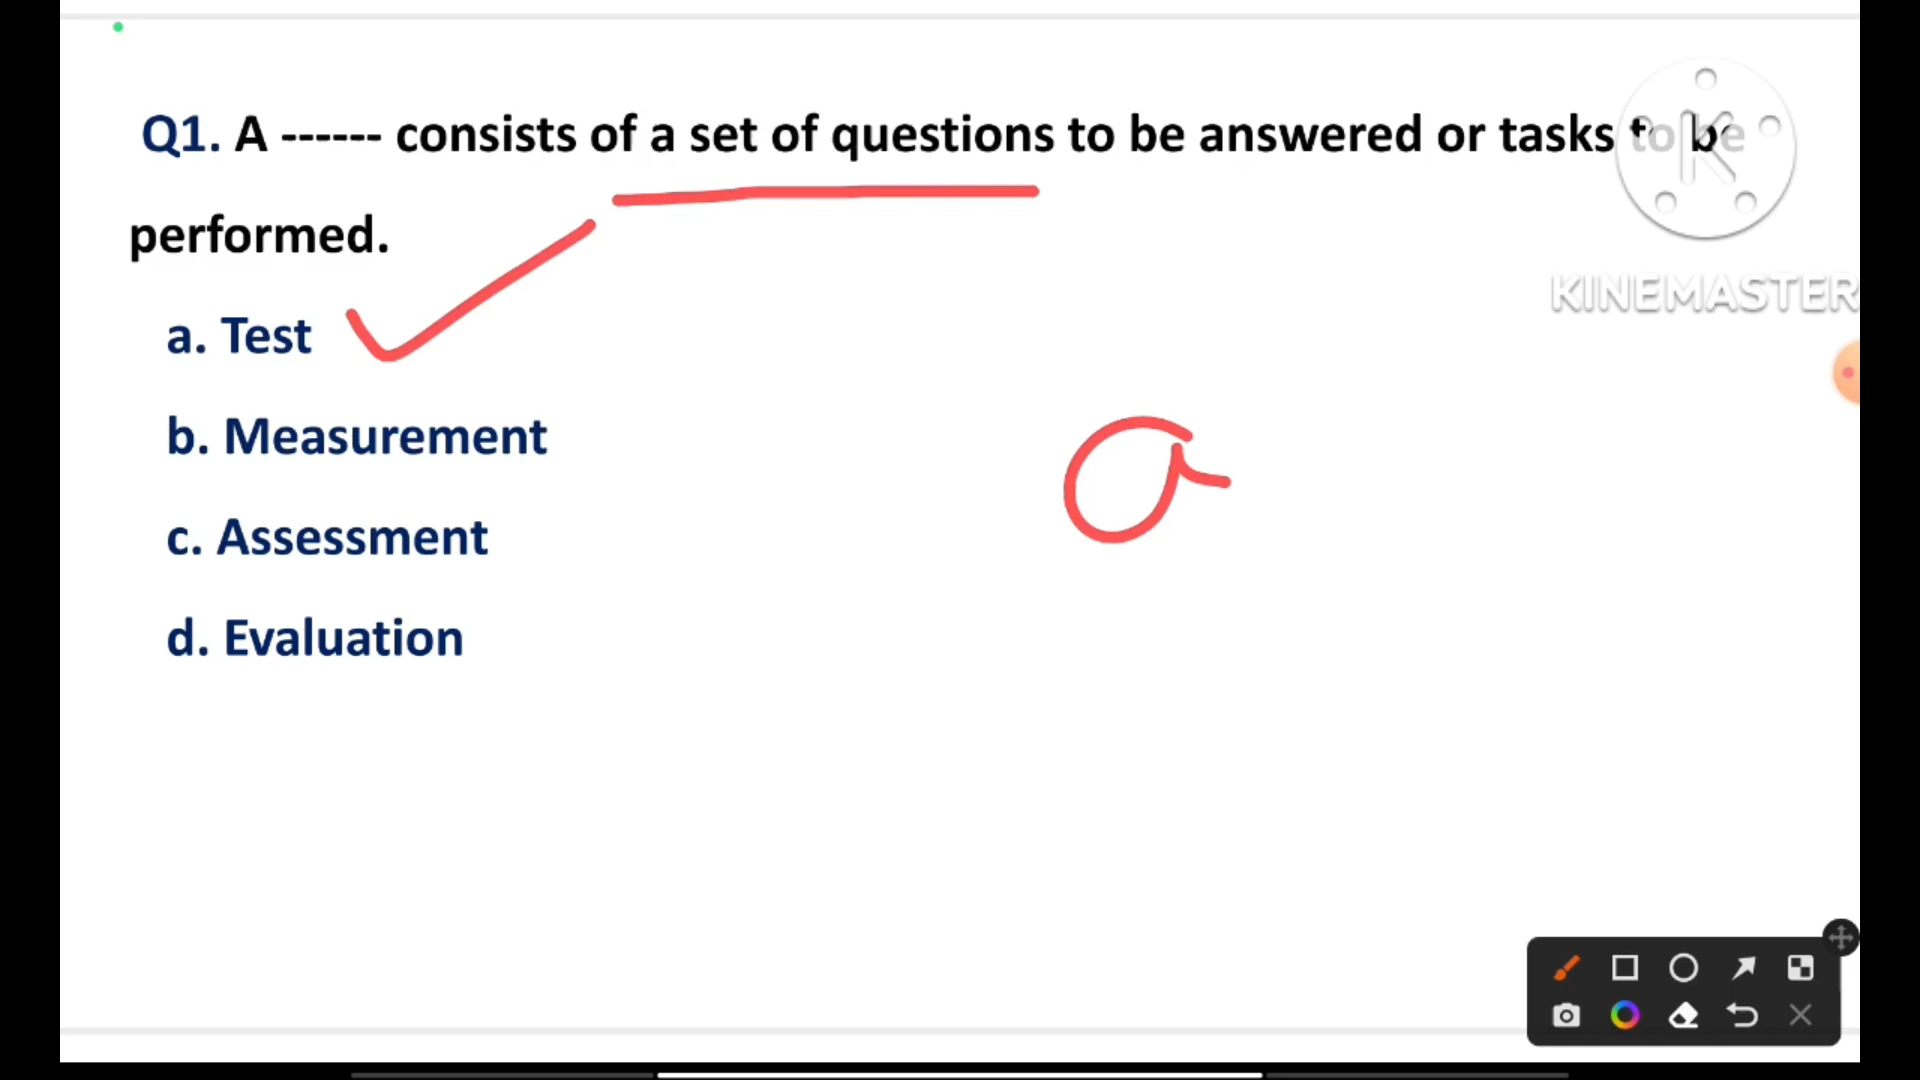 Q1. A ------ consists of a set of questions to be answered or tasks to be
performed.
a. Test
b. Measurement
c. Assessment
d. Evaluation
a
K
KINEMASTER